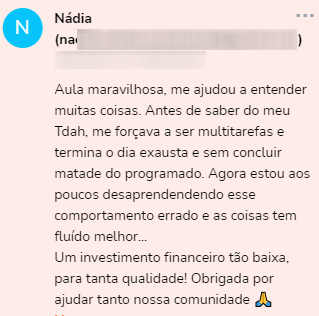 N
Nádia
(na )
Aula maravilhosa, me ajudou a entender
muitas coisas. Antes de saber do meu
Tdah, me forçava a ser multitarefas e
termina o dia exausta e sem concluir
matade do programado. Agora estou aos
poucos desaprendendendo esse
comportamento errado e as coisas tem
fluído melhor...
Um investimento financeiro tão baixa,
para tanta qualidade! Obrigada por
ajudar tanto nossa comunidade 🙏